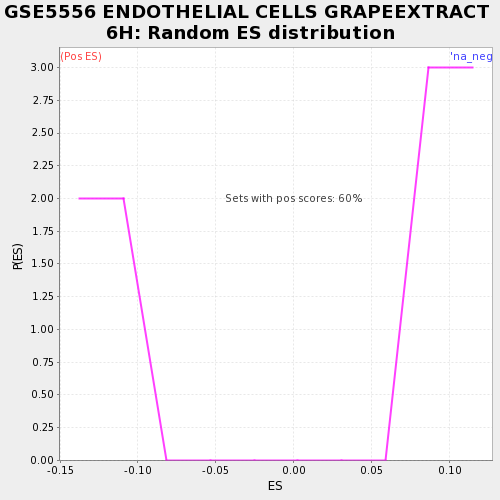 GSE5556 ENDOTHELIAL CELLS GRAPEEXTRACT
6H: Random ES distribution
(Pos ES)
'na_neg
3.00
2.75
2.50
2.25
2.00
1.75
1.50
1.25
1.00
0.75
0.50
0.25
0.00
P(ES)
Sets with pos scores: 60%
-0.15
-0.10
-0.05
0.00
0.05
0.10
ES